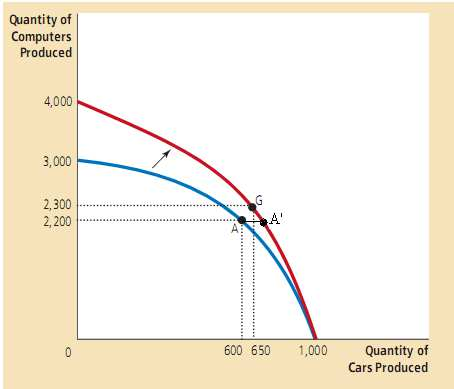 Quantity of
Computers
Produced
4,000
3,000
2,300
2,200
G
A
A'
0
600 650 1,000
Quantity of
Cars Produced